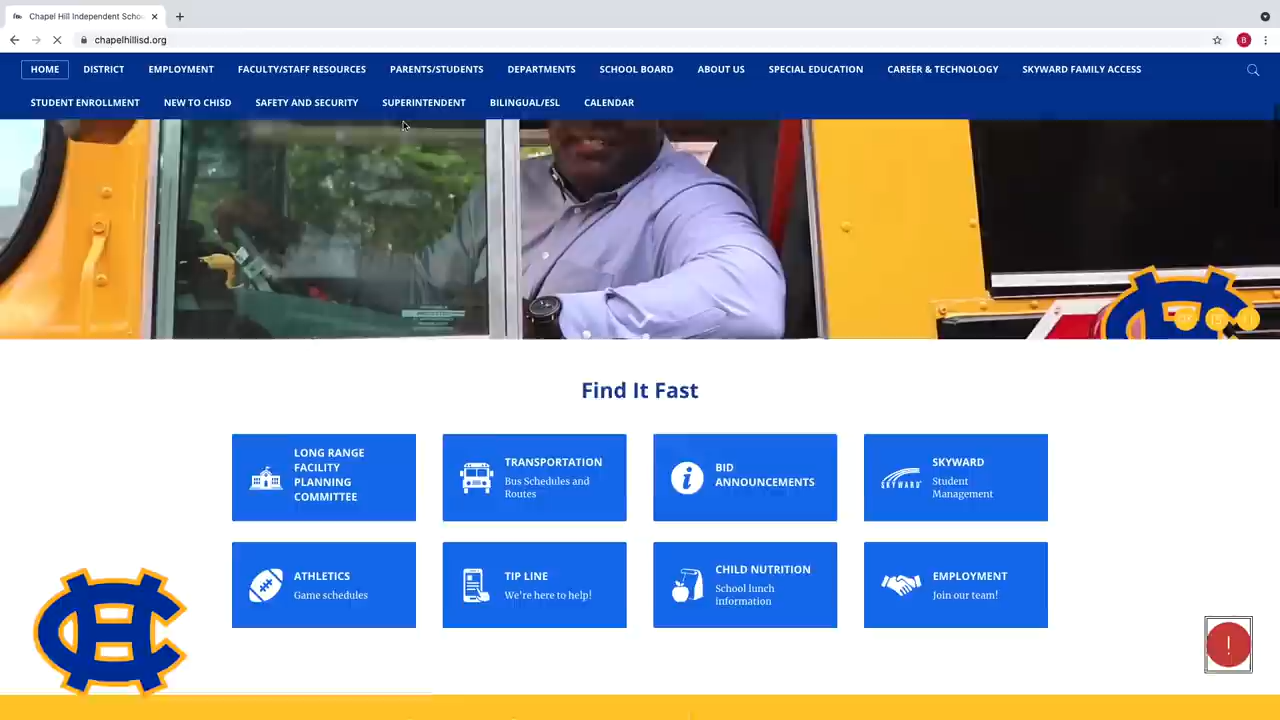 Chapel Hill Independent Scho
chapelhillisd.org
B
HOME DISTRICT EMPLOYMENT FACULTY/STAFF RESOURCES PARENTS/STUDENTS DEPARTMENTS SCHOOL BOARD ABOUT US SPECIAL EDUCATION CAREER & TECHNOLOGY SKYWARD FAMILY ACCESS
STUDENT ENROLLMENT NEW TO CHISD SAFETY AND SECURITY SUPERINTENDENT BILINGUAL/ESL CALENDAR
Find It Fast
LONG RANGE
FACILITY
PLANNING
COMMITTEE
TRANSPORTATION
Bus Schedules and
Routes
BID
ANNOUNCEMENTS
SKYWARD
SKYWARD
Student
Management
ATHLETICS
Game schedules
TIP LINE
We're here to help!
CHILD NUTRITION
School lunch
information
EMPLOYMENT
Join our team!
CH
!